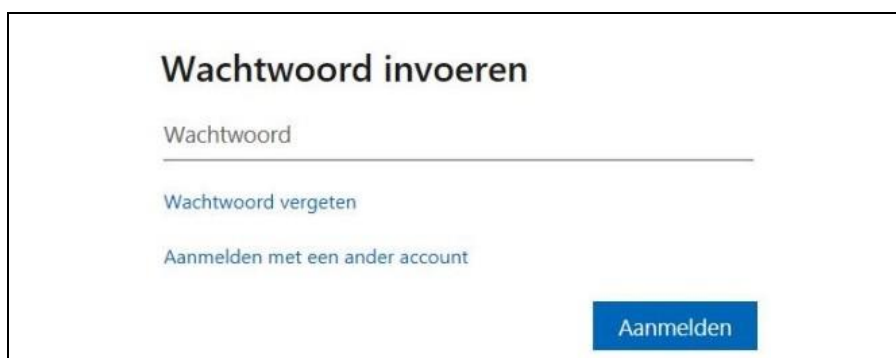 Wachtwoord invoeren
Wachtwoord
Wachtwoord vergeten
Aanmelden met een ander account
Aanmelden